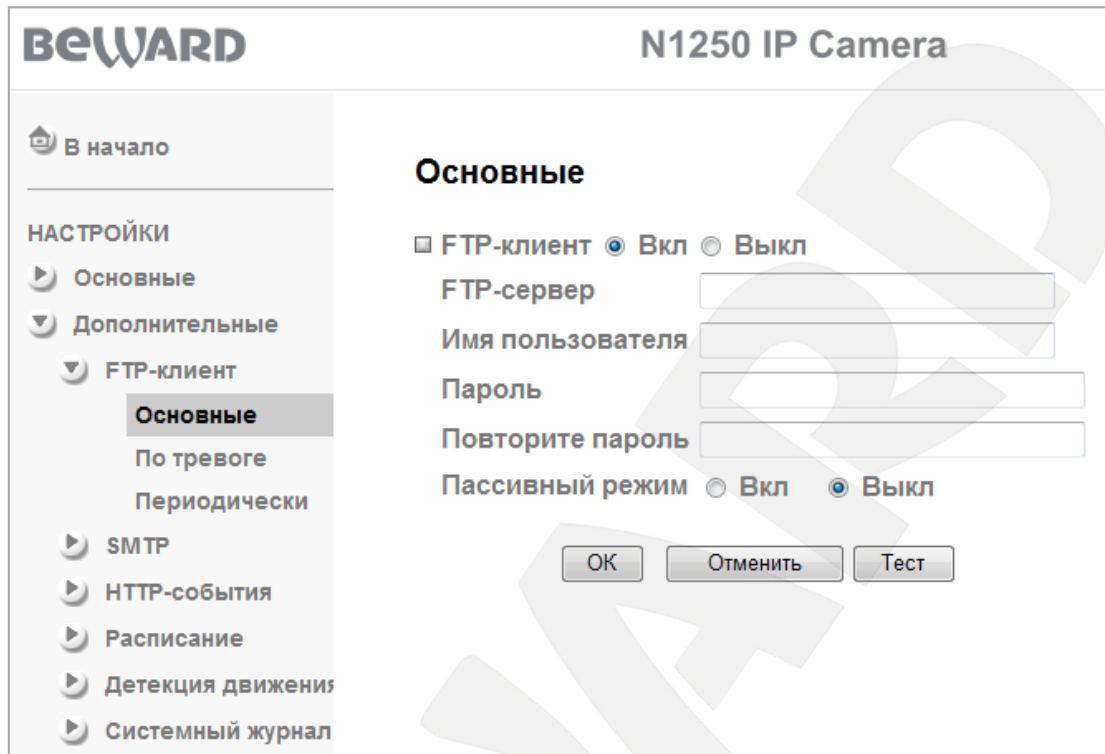 BEWARD
N1250 IP Camera
В начало
НАСТРОЙКИ
Основные
Дополнительные
FTP-клиент
Основные
По тревоге
Периодически
SMTP
HTTP-события
Расписание
Детекция движения
Системный журнал
Основные
FTP-клиент Вкл Выкл
FTP-сервер
Имя пользователя
Пароль
Повторите пароль
Пассивный режим Вкл Выкл
ОК Отменить Тест